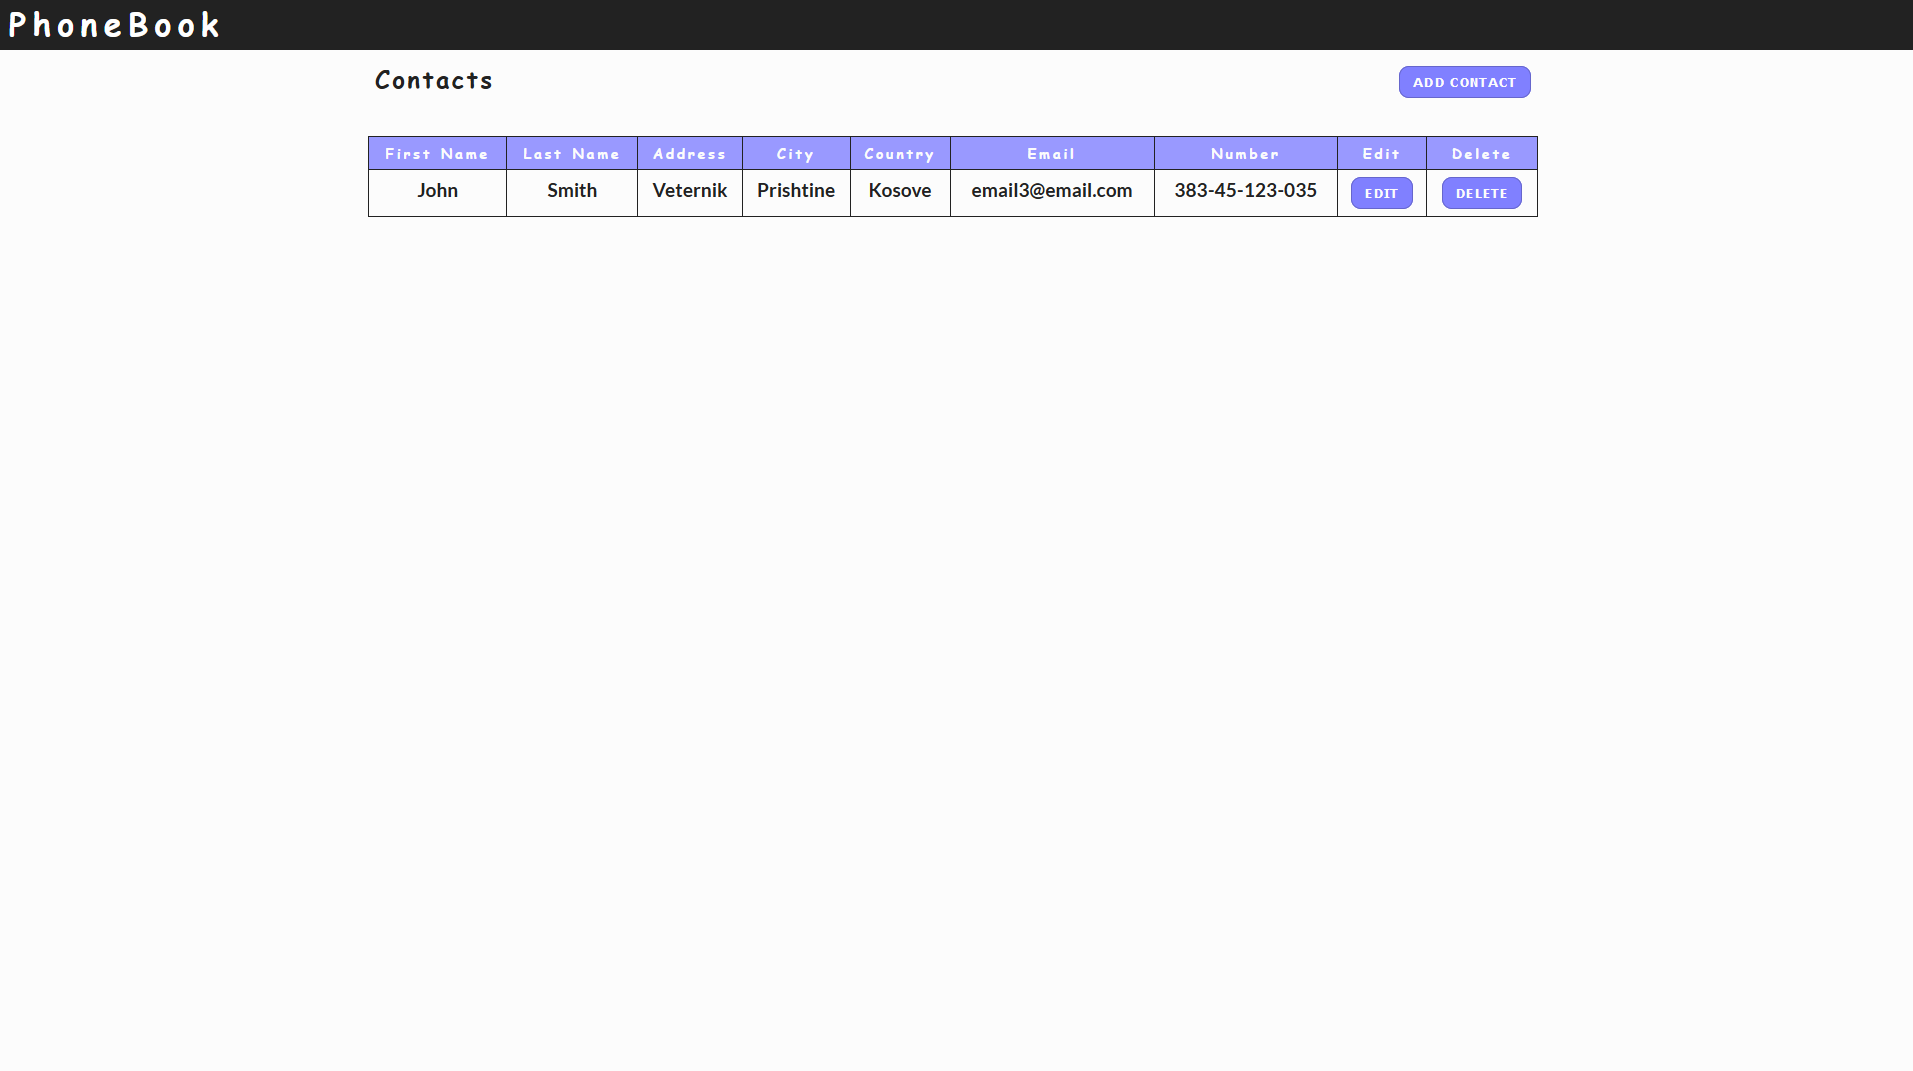 PhoneBook
Contacts ADD CONTACT
First Name Last Name Address City Country Email Number Edit Delete
John Smith Veternik Prishtine Kosove email3@email.com 383-45-123-035 EDIT DELETE